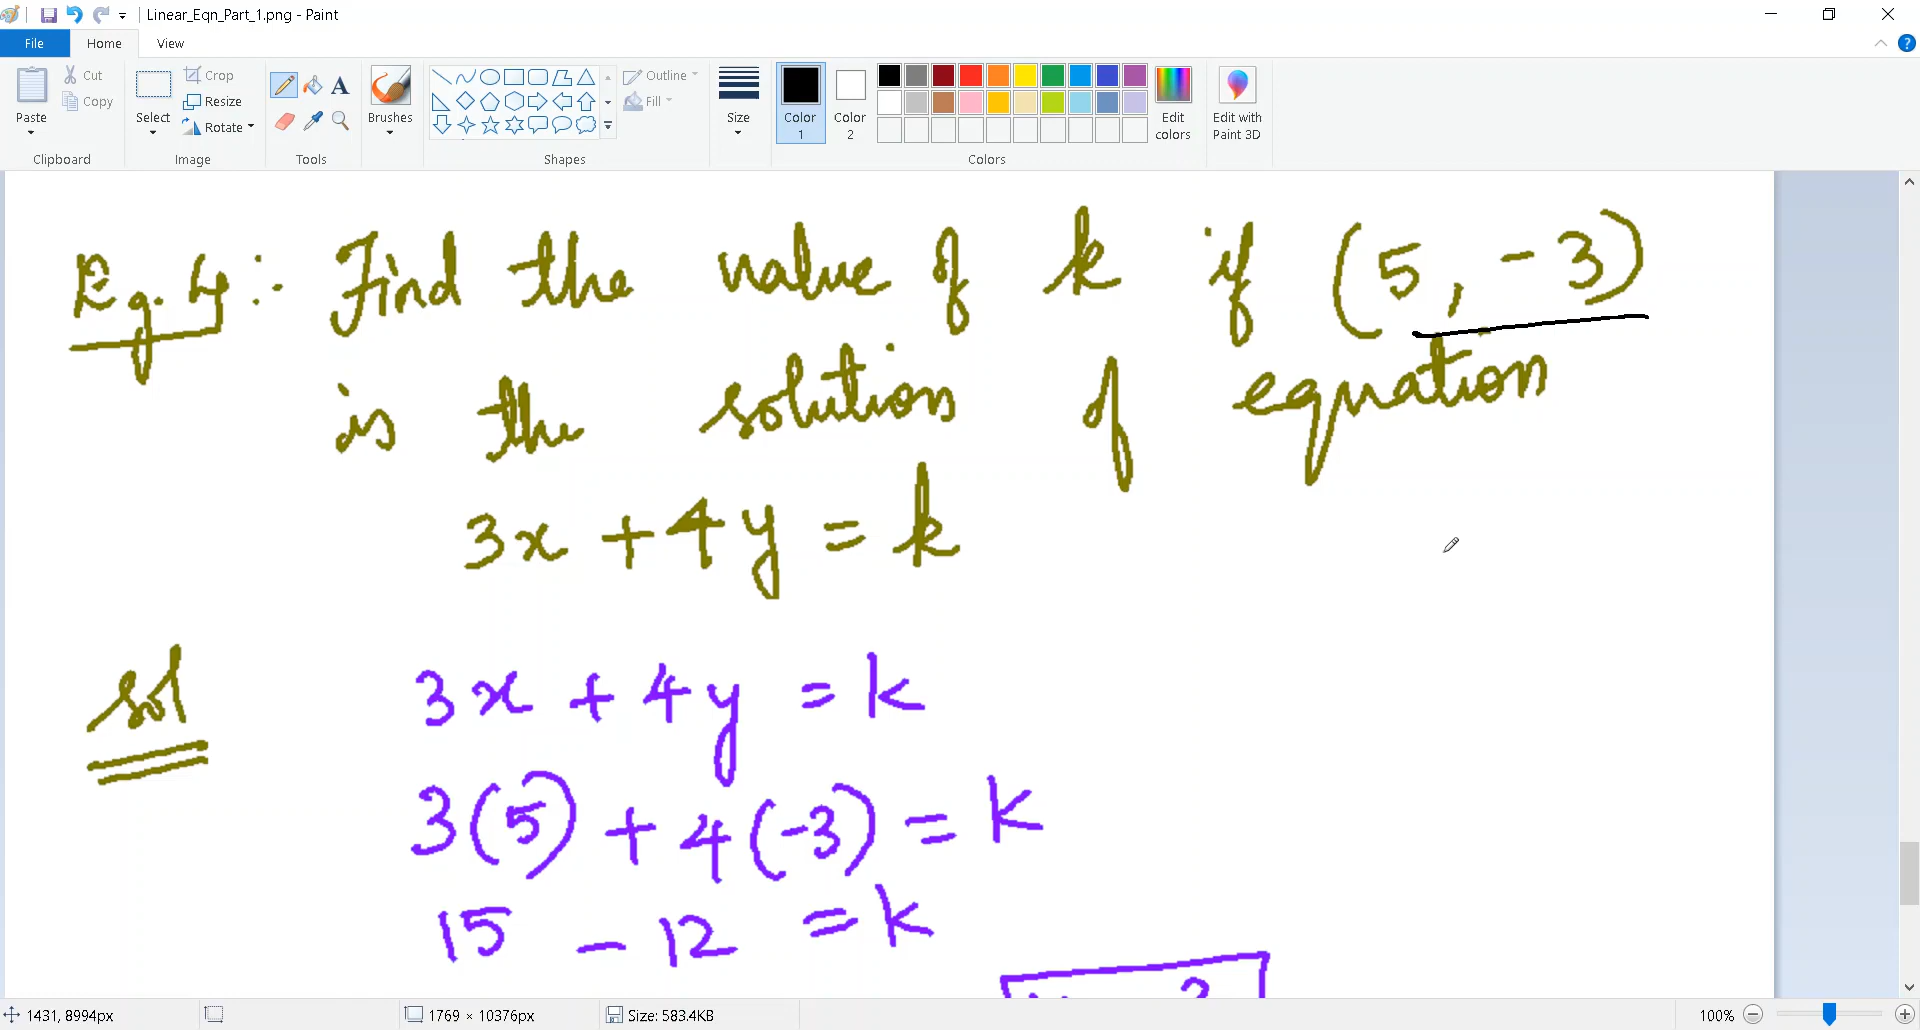 Linear_Eqn_Part_1.png - Paint
File Home View
Paste Cut Copy Clipboard
Select Crop Resize Rotate Image
Tools
Brushes
Shapes Outline Fill
Size
Color 1 Color 2 Edit colors Colors
Edit with Paint 3D
Eg. 4:- Find the value of k if (5, -3)
is the solution of equation
3x + 4y = k
sol
3x + 4y = k
3(5) + 4(-3) = k
15 - 12 = k
1431, 8994px 1769 × 10376px Size: 583.4KB 100%